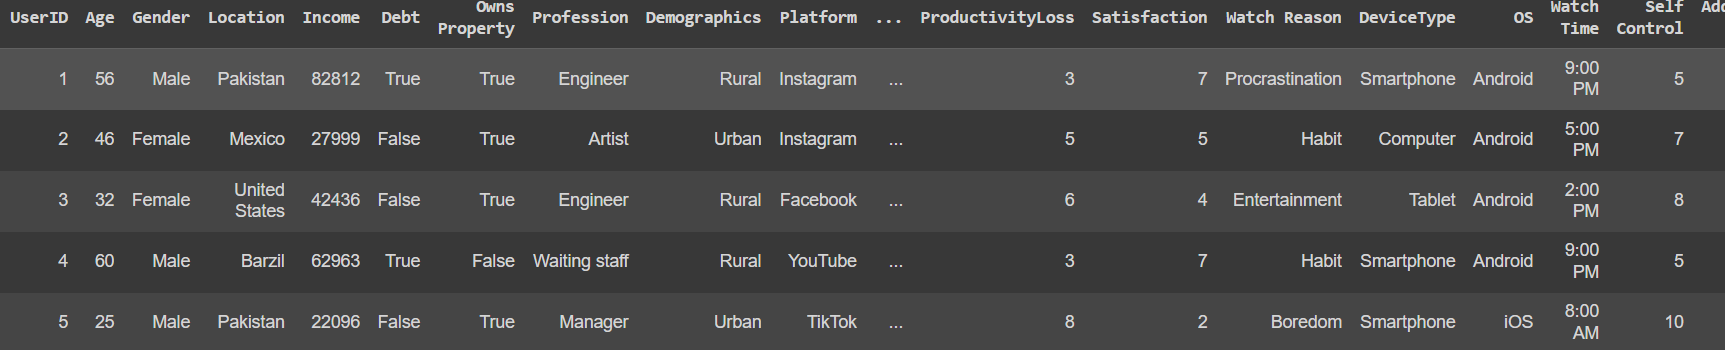 UserID Age Gender Location Income Debt Owns Property Profession Demographics Platform ... ProductivityLoss Satisfaction Watch Reason DeviceType OS Watch Time Self Control
1 56 Male Pakistan 82812 True True Engineer Rural Instagram ... 3 7 Procrastination Smartphone Android 9:00 PM 5
2 46 Female Mexico 27999 False True Artist Urban Instagram ... 5 5 Habit Computer Android 5:00 PM 7
3 32 Female United States 42436 False True Engineer Rural Facebook ... 6 4 Entertainment Tablet Android 2:00 PM 8
4 60 Male Barzil 62963 True False Waiting staff Rural YouTube ... 3 7 Habit Smartphone Android 9:00 PM 5
5 25 Male Pakistan 22096 False True Manager Urban TikTok ... 8 2 Boredom Smartphone iOS 8:00 AM 10